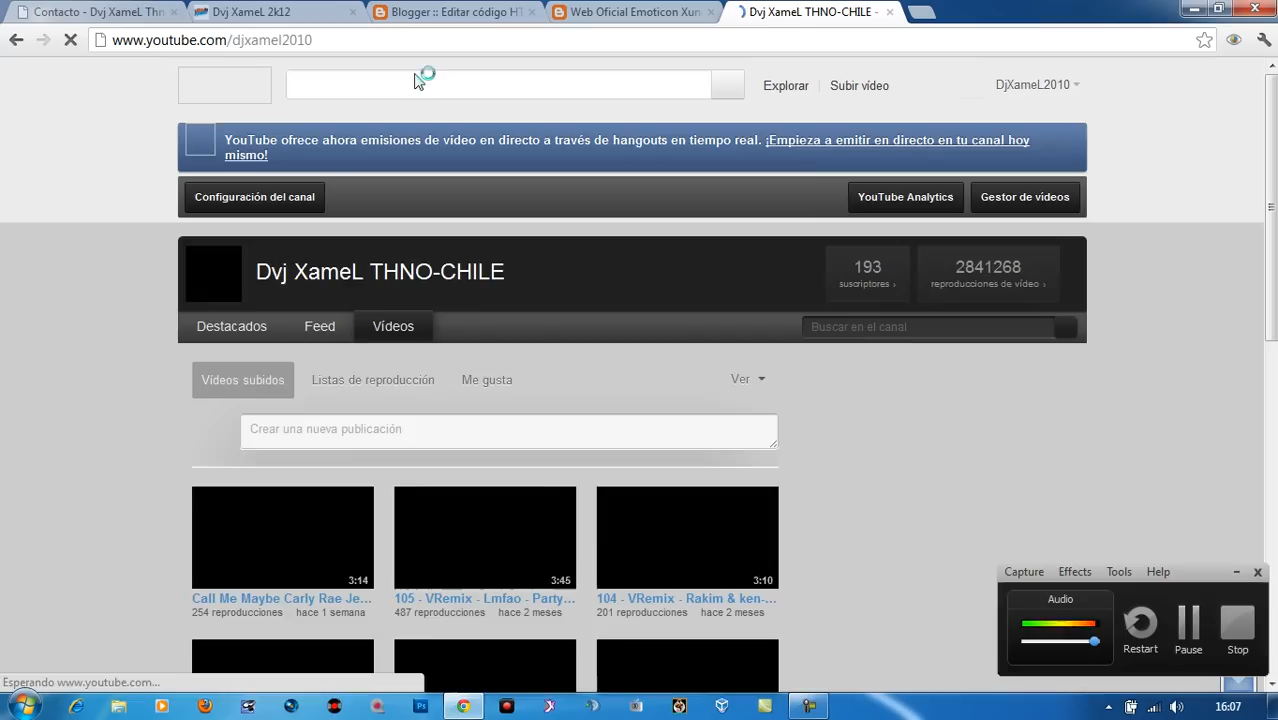 Contacto - Dvj XameL Thn
Dvj XameL 2k12
Blogger :: Editar código HT
Web Oficial Emoticon Xun
Dvj XameL THNO-CHILE -
www.youtube.com/djxamel2010
Explorar
Subir vídeo
DjXameL2010
YouTube ofrece ahora emisiones de vídeo en directo a través de hangouts en tiempo real. ¡Empieza a emitir en directo en tu canal hoy
mismo!
Configuración del canal
YouTube Analytics
Gestor de vídeos
Dvj XameL THNO-CHILE
193
suscriptores ›
2841268
reproducciones de vídeo ›
Destacados
Feed
Vídeos
Buscar en el canal
Vídeos subidos
Listas de reproducción
Me gusta
Ver
Crear una nueva publicación
3:14
3:45
3:10
Call Me Maybe Carly Rae Je...
105 - VRemix - Lmfao - Party...
104 - VRemix - Rakim & ken-...
254 reproducciones hace 1 semana
487 reproducciones hace 2 meses
201 reproducciones hace 2 meses
Capture Effects Tools Help
Audio
Restart
Pause
Stop
Esperando www.youtube.com...
16:07